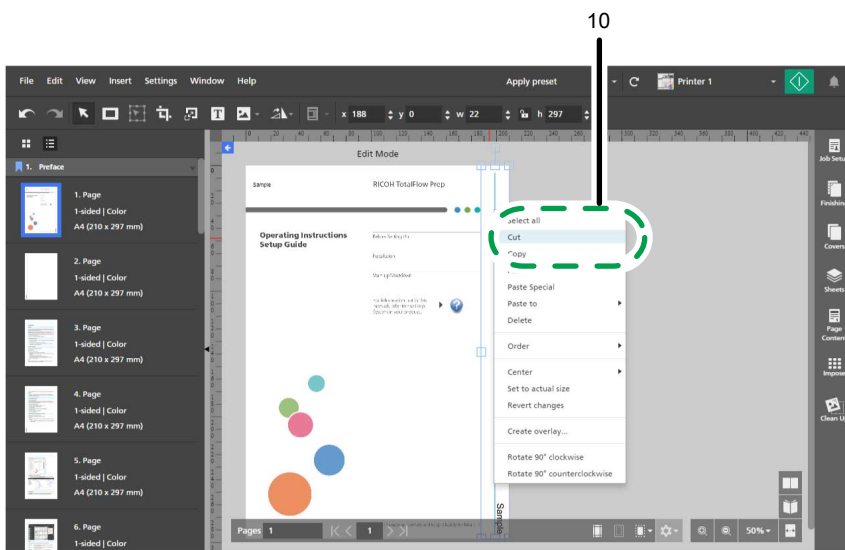 10
File Edit View Insert Settings Window Help Apply preset Printer 1
x 188 y 0 w 22 h 297
Edit Mode
Job Setu
1. Preface
Sample RICOH TotalFlow Prep
1. Page
1-sided | Color
A4 (210 x 297 mm)
Finishin
Select all
Operating Instructions
Setup Guide
Cut
Copy
Covers
2. Page
1-sided | Color
A4 (210 x 297 mm)
Installation
Paste Special
Paste to
Delete
Sheets
3. Page
1-sided | Color
A4 (210 x 297 mm)
Order
Page
Conten
Center
Set to actual size
Revert changes
Impose
4. Page
1-sided | Color
A4 (210 x 297 mm)
Create overlay...
Clean U
Rotate 90° clockwise
Rotate 90° counterclockwise
5. Page
1-sided | Color
A4 (210 x 297 mm)
Sample
6. Page
1-sided | Color
Pages 1 1 50%